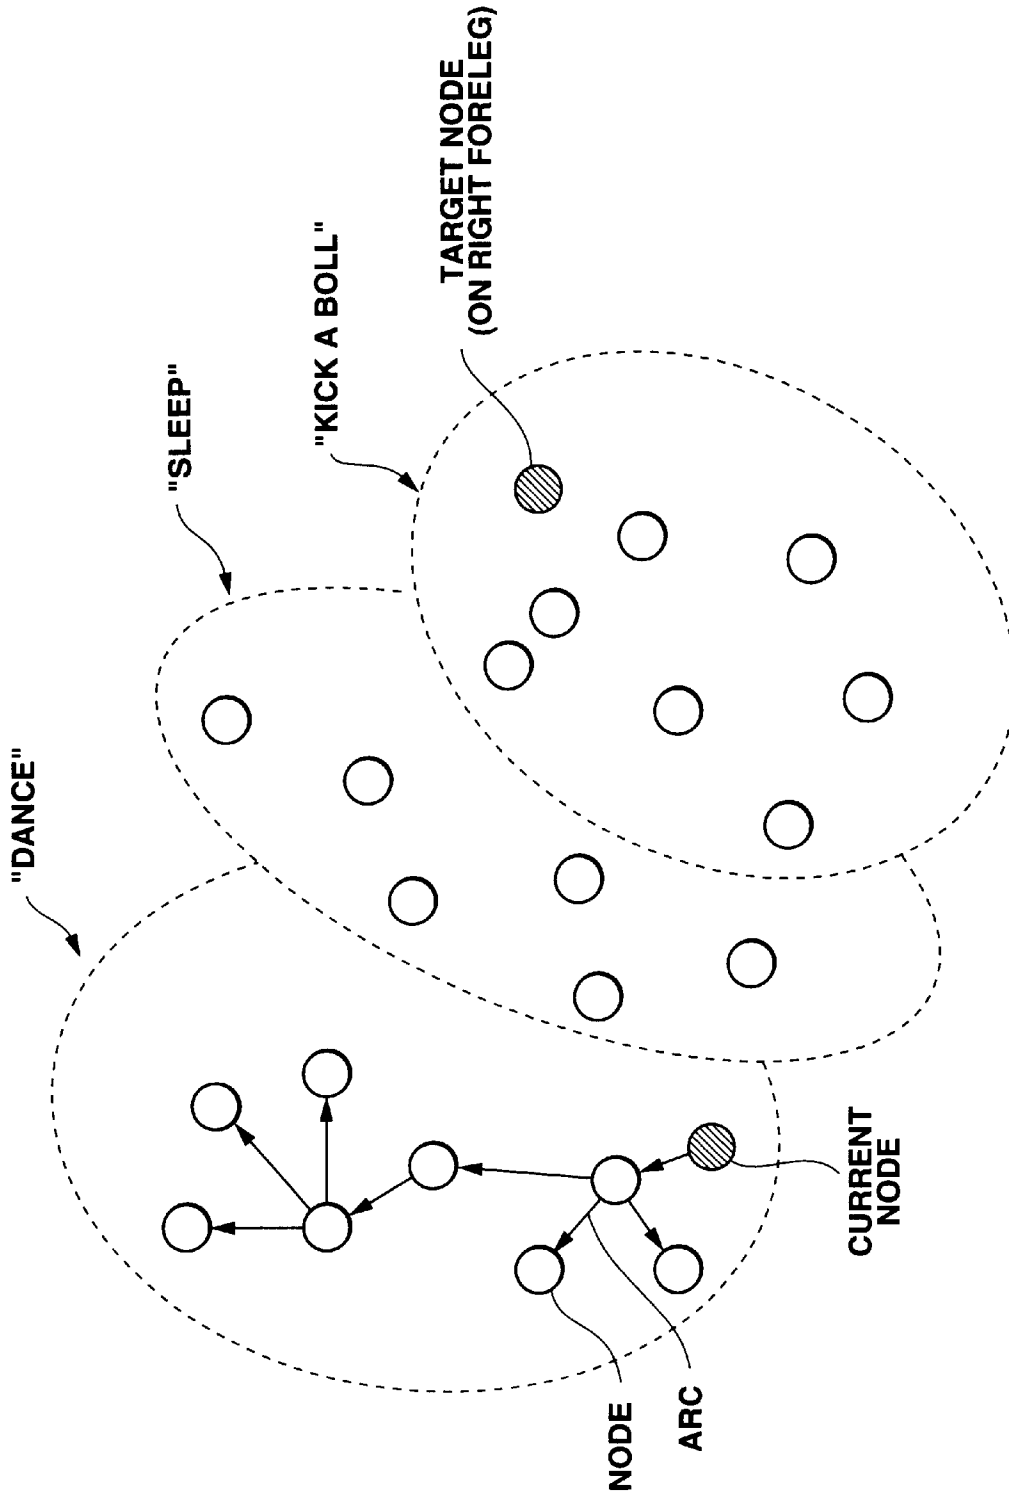 "DANCE"
"SLEEP"
"KICK A BOLL"
TARGET NODE
(ON RIGHT FORELEG)
NODE
ARC
CURRENT
NODE